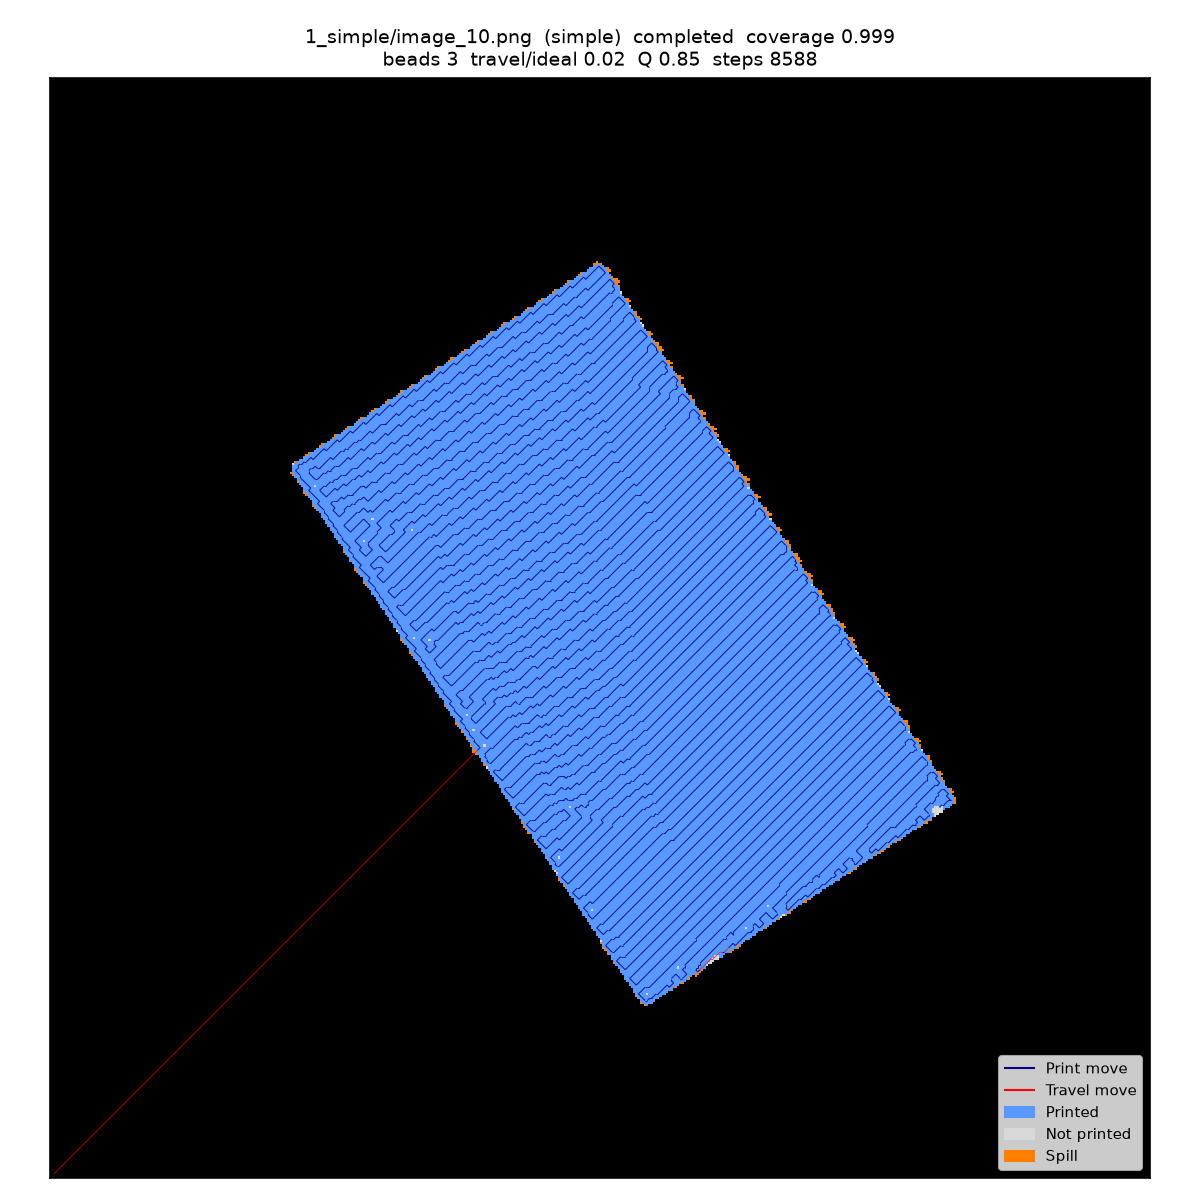 1_simple/image_10.png  (simple)  completed  coverage 0.999
beads 3  travel/ideal 0.02  Q 0.85  steps 8588
Print move
Travel move
Printed
Not printed
Spill